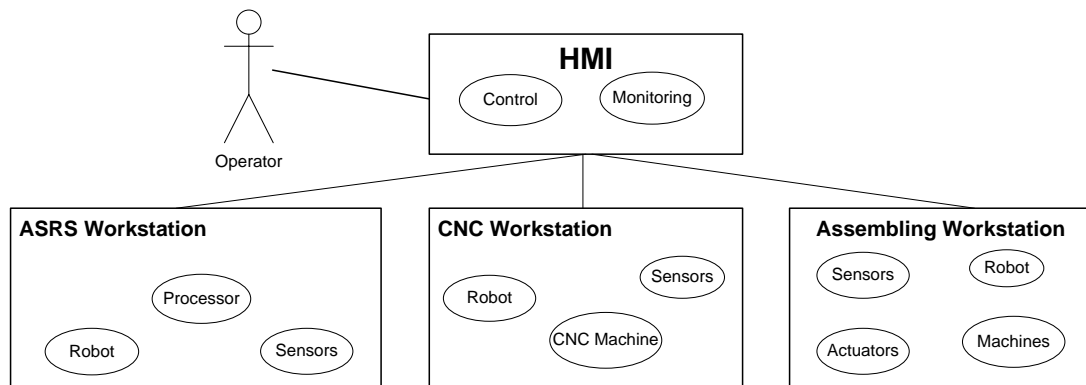 HMI
Control
Monitoring
Operator
ASRS Workstation
Processor
Robot
Sensors
CNC Workstation
Sensors
Robot
CNC Machine
Assembling Workstation
Sensors
Robot
Actuators
Machines